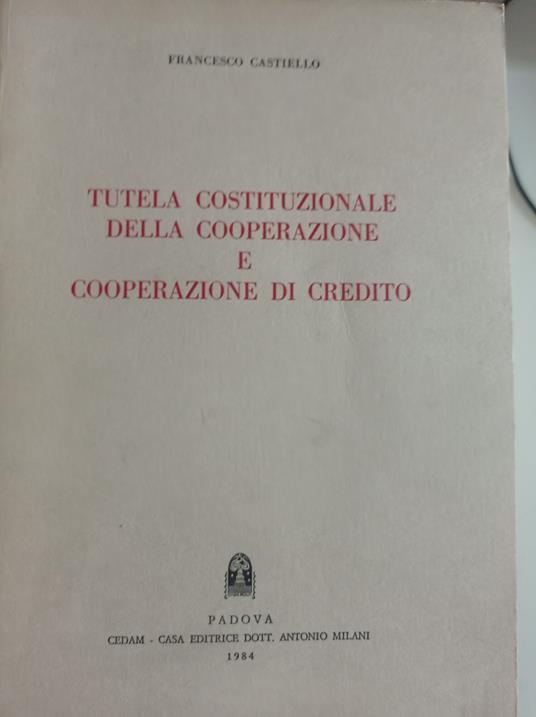 FRANCESCO CASTIELLO
TUTELA COSTITUZIONALE
DELLA COOPERAZIONE
E
COOPERAZIONE DI CREDITO
PADOVA
CEDAM - CASA EDITRICE DOTT. ANTONIO MILANI
1984